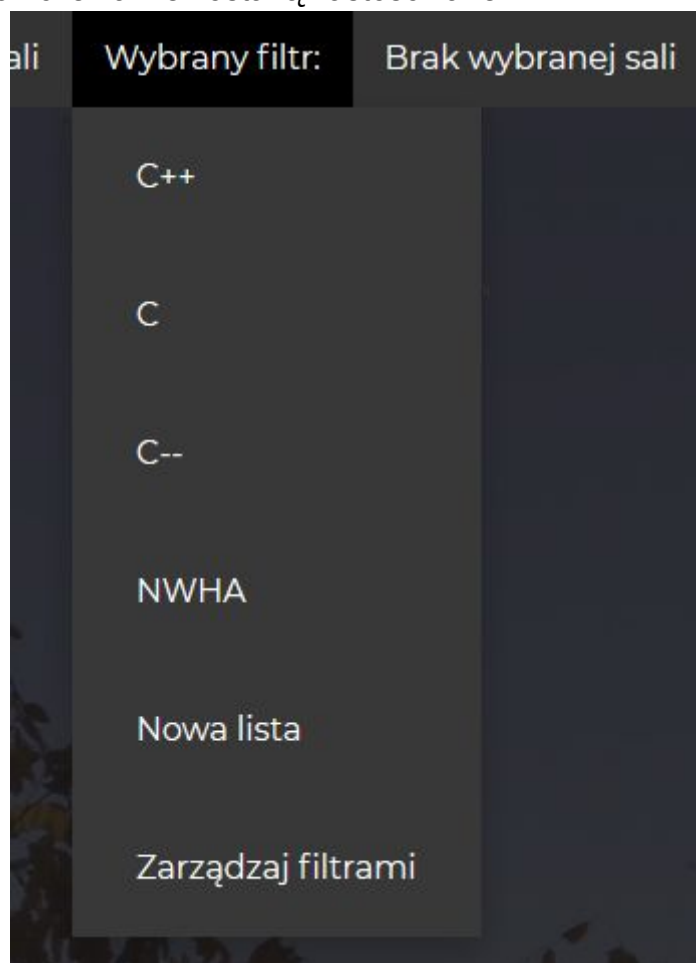 ali Wybrany filtr: Brak wybranej sali
C++
C
C--
NWHA
Nowa lista
Zarządzaj filtrami